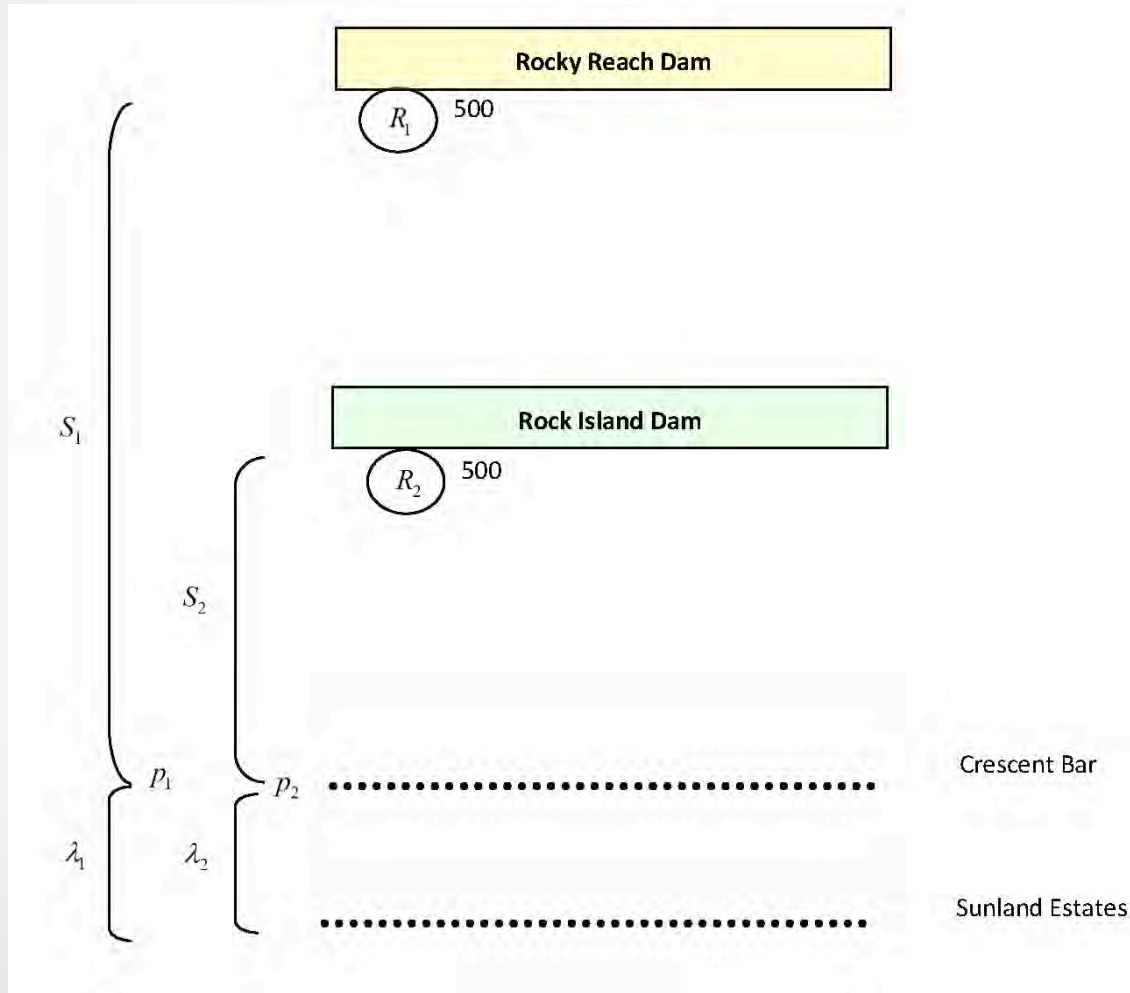 Rocky Reach Dam
R₁ 500
S₁
Rock Island Dam
R₂ 500
S₂
Crescent Bar
p₁
p₂
λ₁
λ₂
Sunland Estates